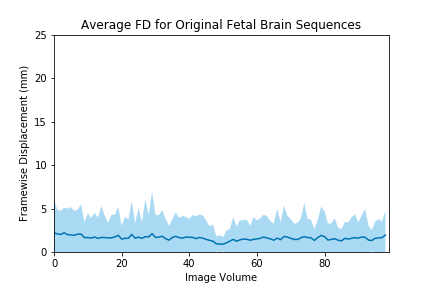 Average FD for Original Fetal Brain Sequences
Framewise Displacement (mm)
25
20
15
10
5
0
0 20 40 60 80
Image Volume